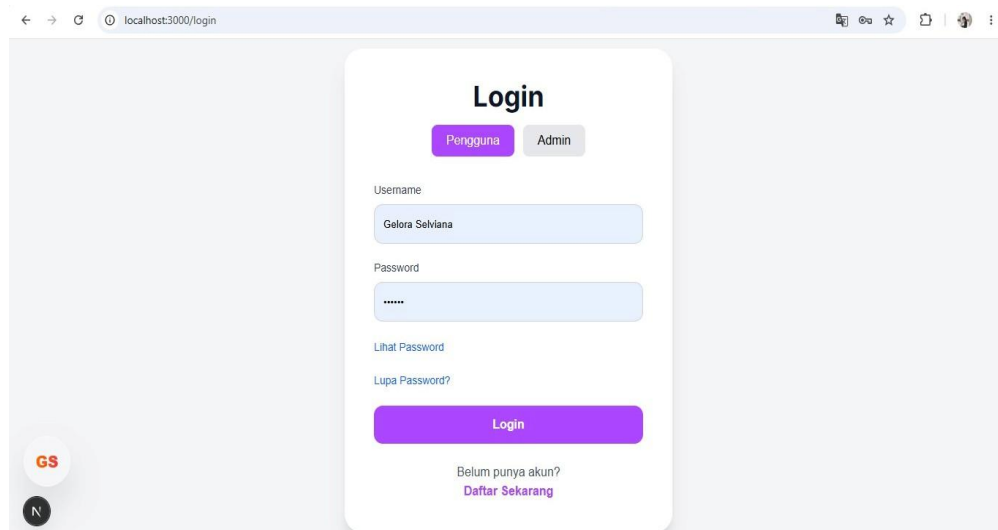 localhost:3000/login
Login
Pengguna Admin
Username
Gelora Selviana
Password
••••••
Lihat Password
Lupa Password?
Login
Belum punya akun?
Daftar Sekarang
GS
N